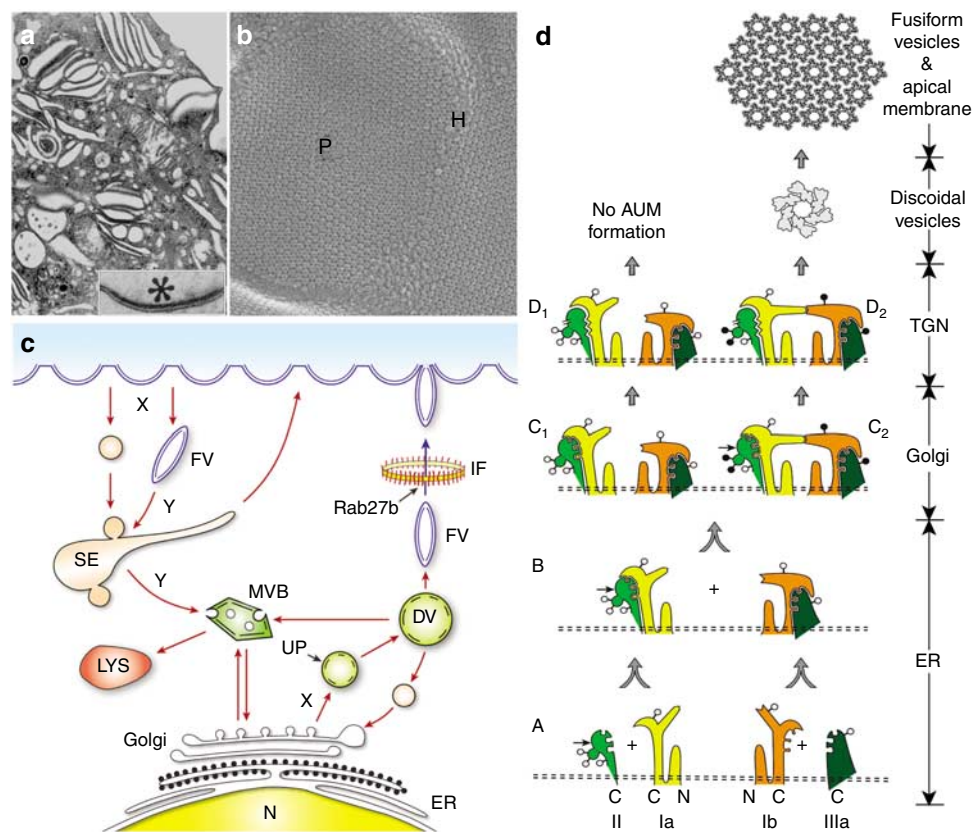 a
b
P
H
c
X
FV
Y
SE
Y
MVB
UP
LYS
X
Golgi
N
ER
IF
Rab27b
FV
DV
d
Fusiform
vesicles
&
apical
membrane
Discoidal
vesicles
No AUM
formation
D1
D2
TGN
C1
C2
Golgi
B
+
ER
A
+
+
C
C
N
N
C
C
II
Ia
Ib
IIIa